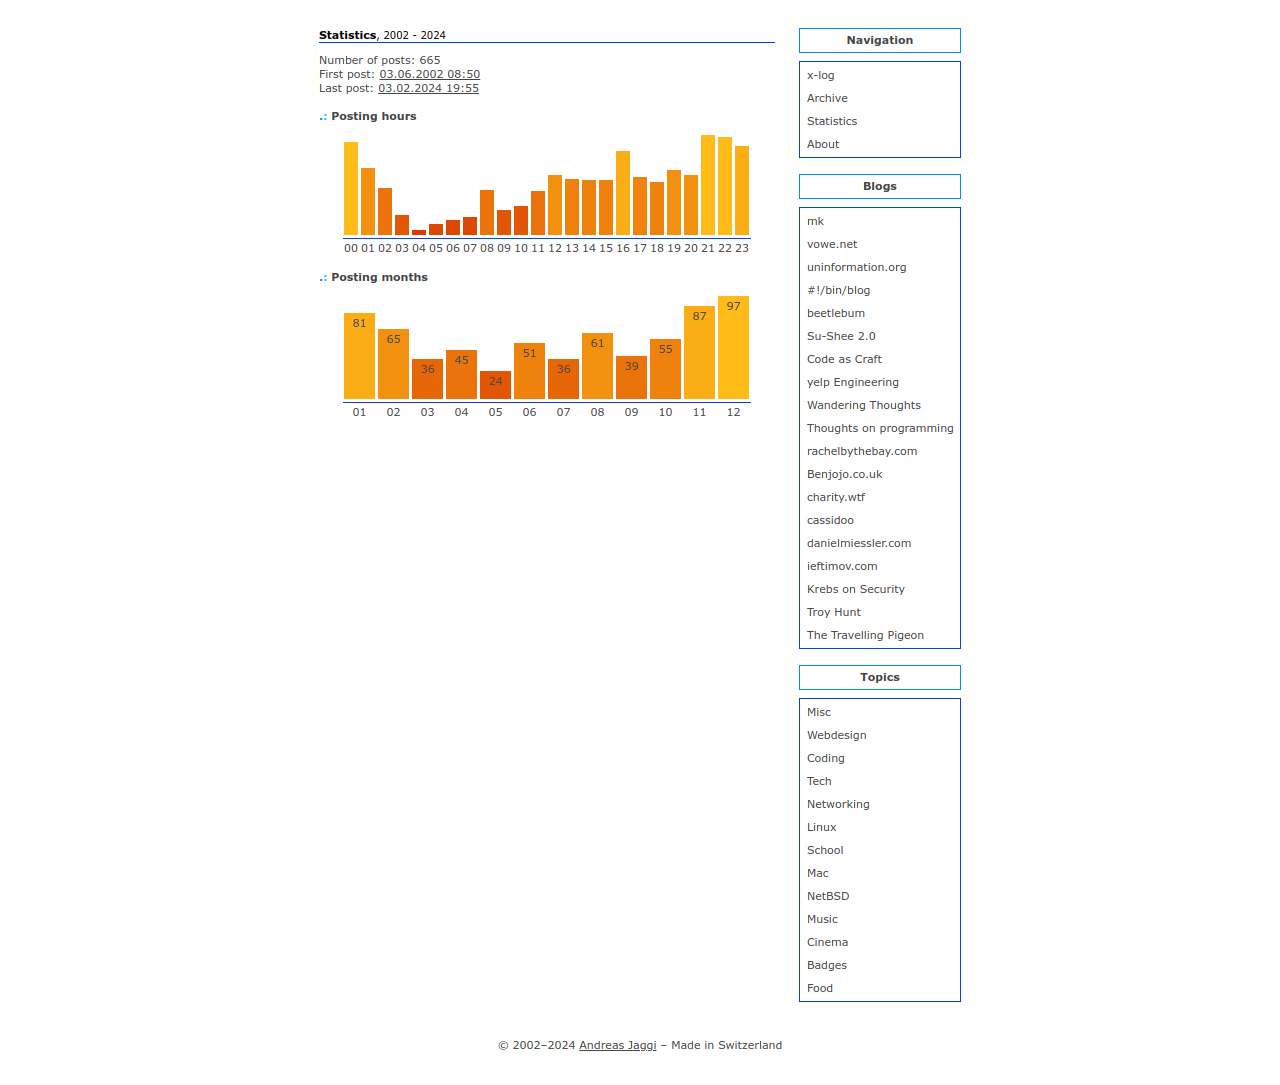 Statistics, 2002 - 2024
Number of posts: 665
First post: 03.06.2002 08:50
Last post: 03.02.2024 19:55
.: Posting hours
00 01 02 03 04 05 06 07 08 09 10 11 12 13 14 15 16 17 18 19 20 21 22 23
.: Posting months
81 65 36 45 24 51 36 61 39 55 87 97
01 02 03 04 05 06 07 08 09 10 11 12
Navigation
x-log
Archive
Statistics
About
Blogs
mk
vowe.net
uninformation.org
#!/bin/blog
beetlebum
Su-Shee 2.0
Code as Craft
yelp Engineering
Wandering Thoughts
Thoughts on programming
rachelbythebay.com
Benjojo.co.uk
charity.wtf
cassidoo
danielmiessler.com
ieftimov.com
Krebs on Security
Troy Hunt
The Travelling Pigeon
Topics
Misc
Webdesign
Coding
Tech
Networking
Linux
School
Mac
NetBSD
Music
Cinema
Badges
Food
© 2002–2024 Andreas Jaggi – Made in Switzerland